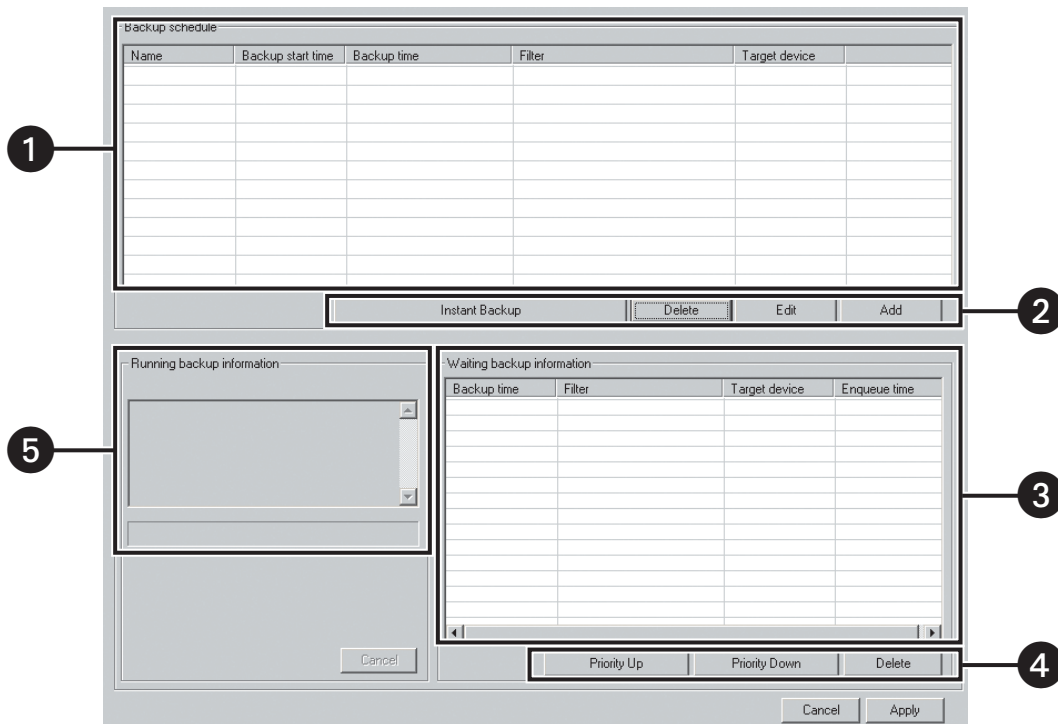 Backup schedule
Name Backup start time Backup time Filter Target device
1
Instant Backup Delete Edit Add
2
Running backup information
5
Waiting backup information
Backup time Filter Target device Enqueue time
3
Cancel
Priority Up Priority Down Delete
4
Cancel Apply